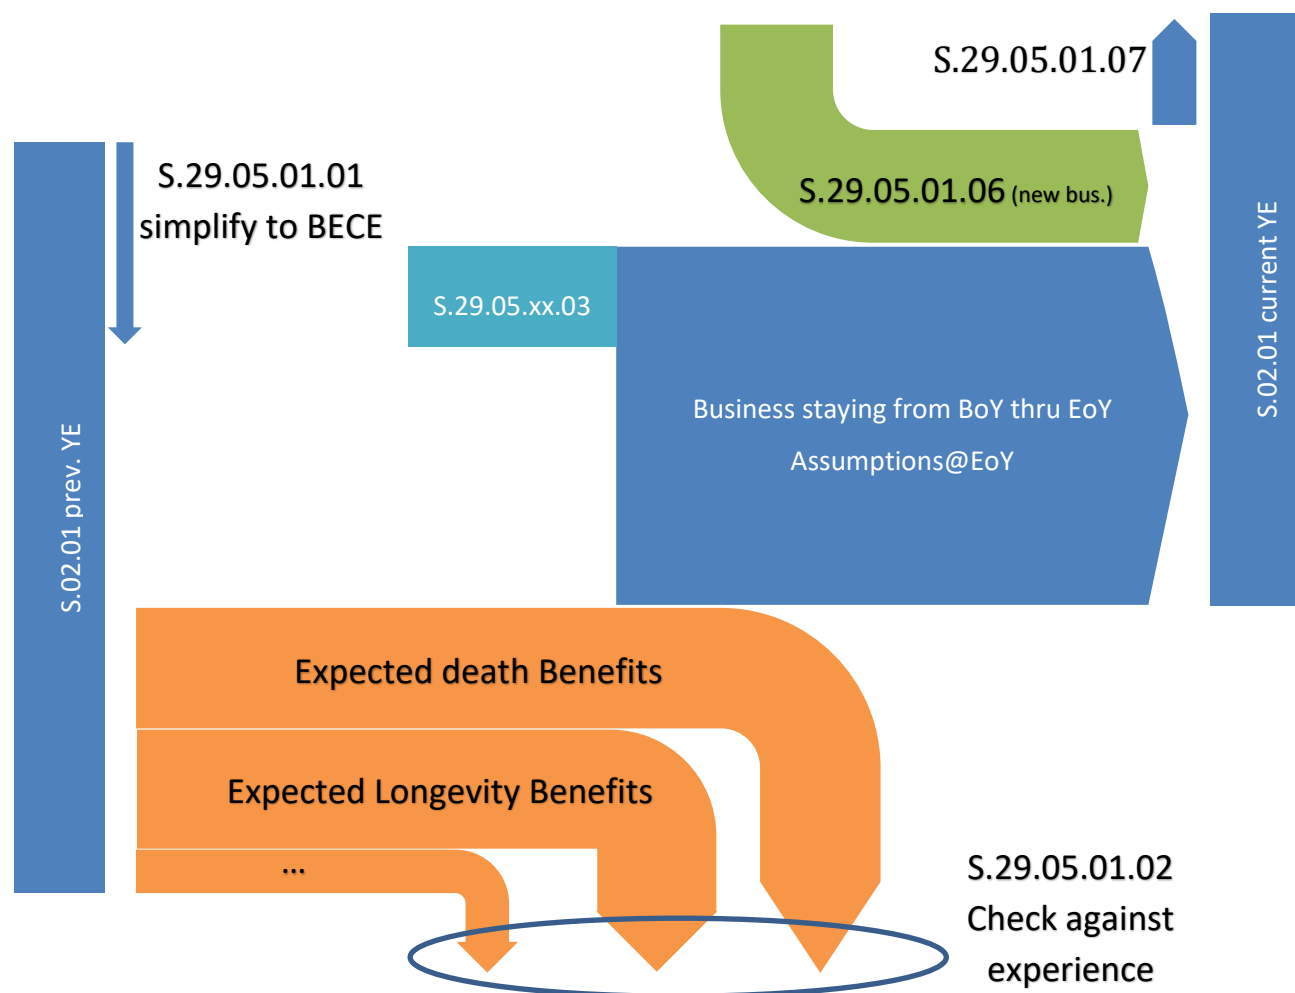 S.29.05.01.07
S.29.05.01.01
simplify to BECE
S.29.05.01.06 (new bus.)
S.29.05.xx.03
S.02.01 current YE
Business staying from BoY thru EoY
Assumptions@EoY
S.02.01 prev. YE
Expected death Benefits
Expected Longevity Benefits
...
S.29.05.01.02
Check against
experience